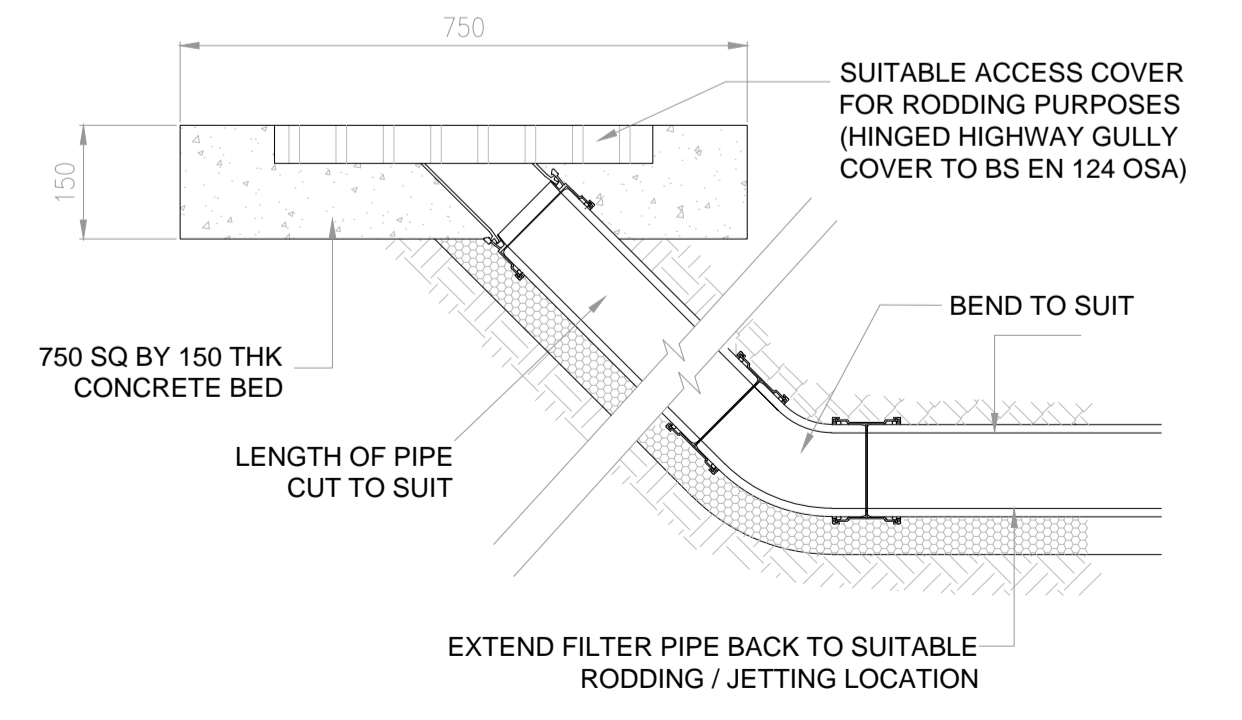 750
SUITABLE ACCESS COVER
FOR RODDING PURPOSES
(HINGED HIGHWAY GULLY
COVER TO BS EN 124 OSA)
150
BEND TO SUIT
750 SQ BY 150 THK
CONCRETE BED
LENGTH OF PIPE
CUT TO SUIT
EXTEND FILTER PIPE BACK TO SUITABLE
RODDING / JETTING LOCATION